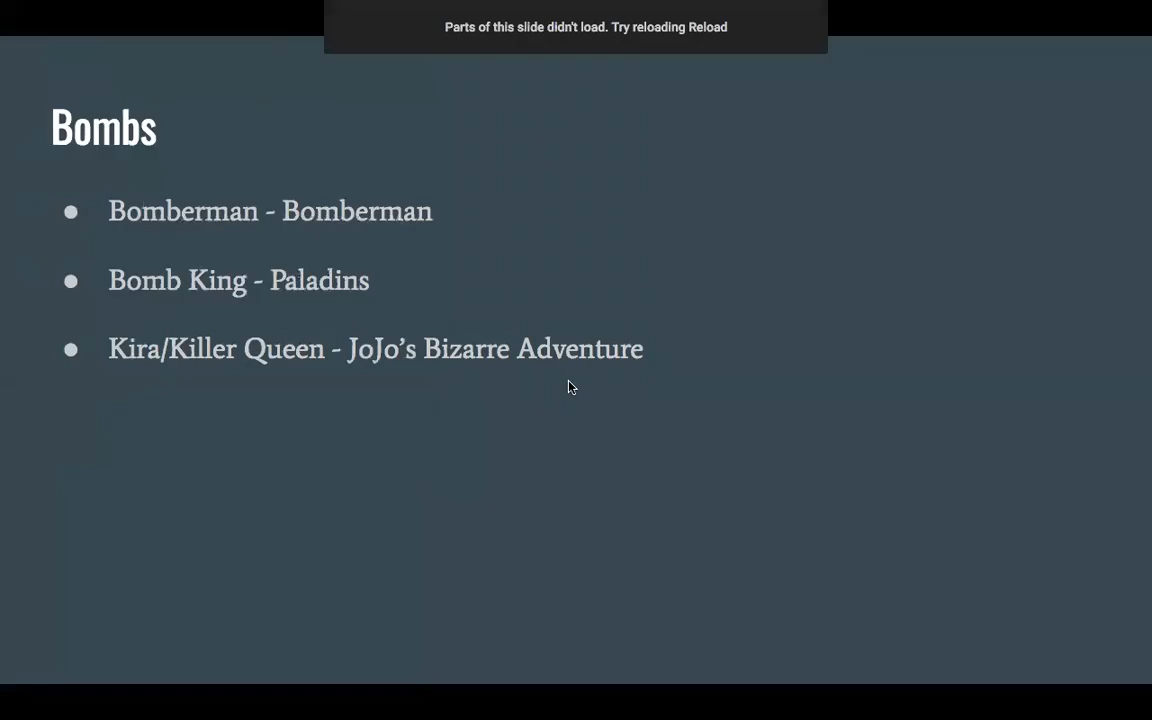 Parts of this slide didn't load. Try reloading Reload
Bombs
● Bomberman - Bomberman
● Bomb King - Paladins
● Kira/Killer Queen - JoJo’s Bizarre Adventure